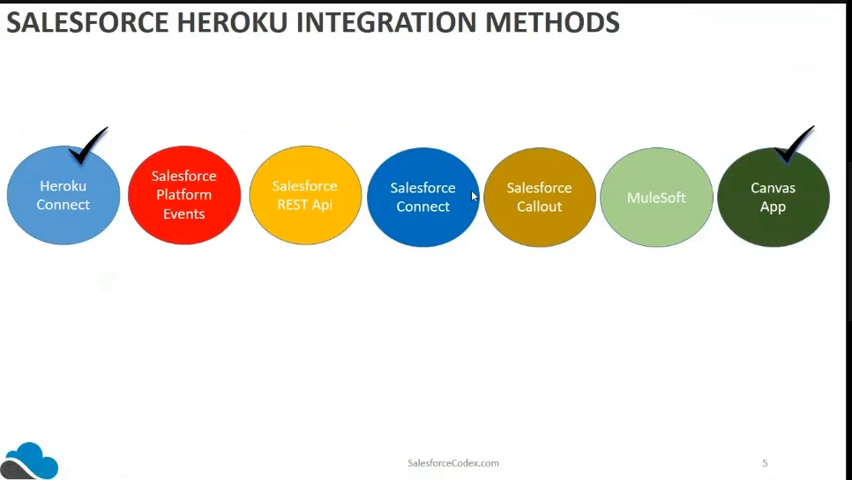 SALESFORCE HEROKU INTEGRATION METHODS
Heroku
Connect
Salesforce
Platform
Events
Salesforce
REST Api
Salesforce
Connect
Salesforce
Callout
MuleSoft
Canvas
App
SalesforceCodex.com
5